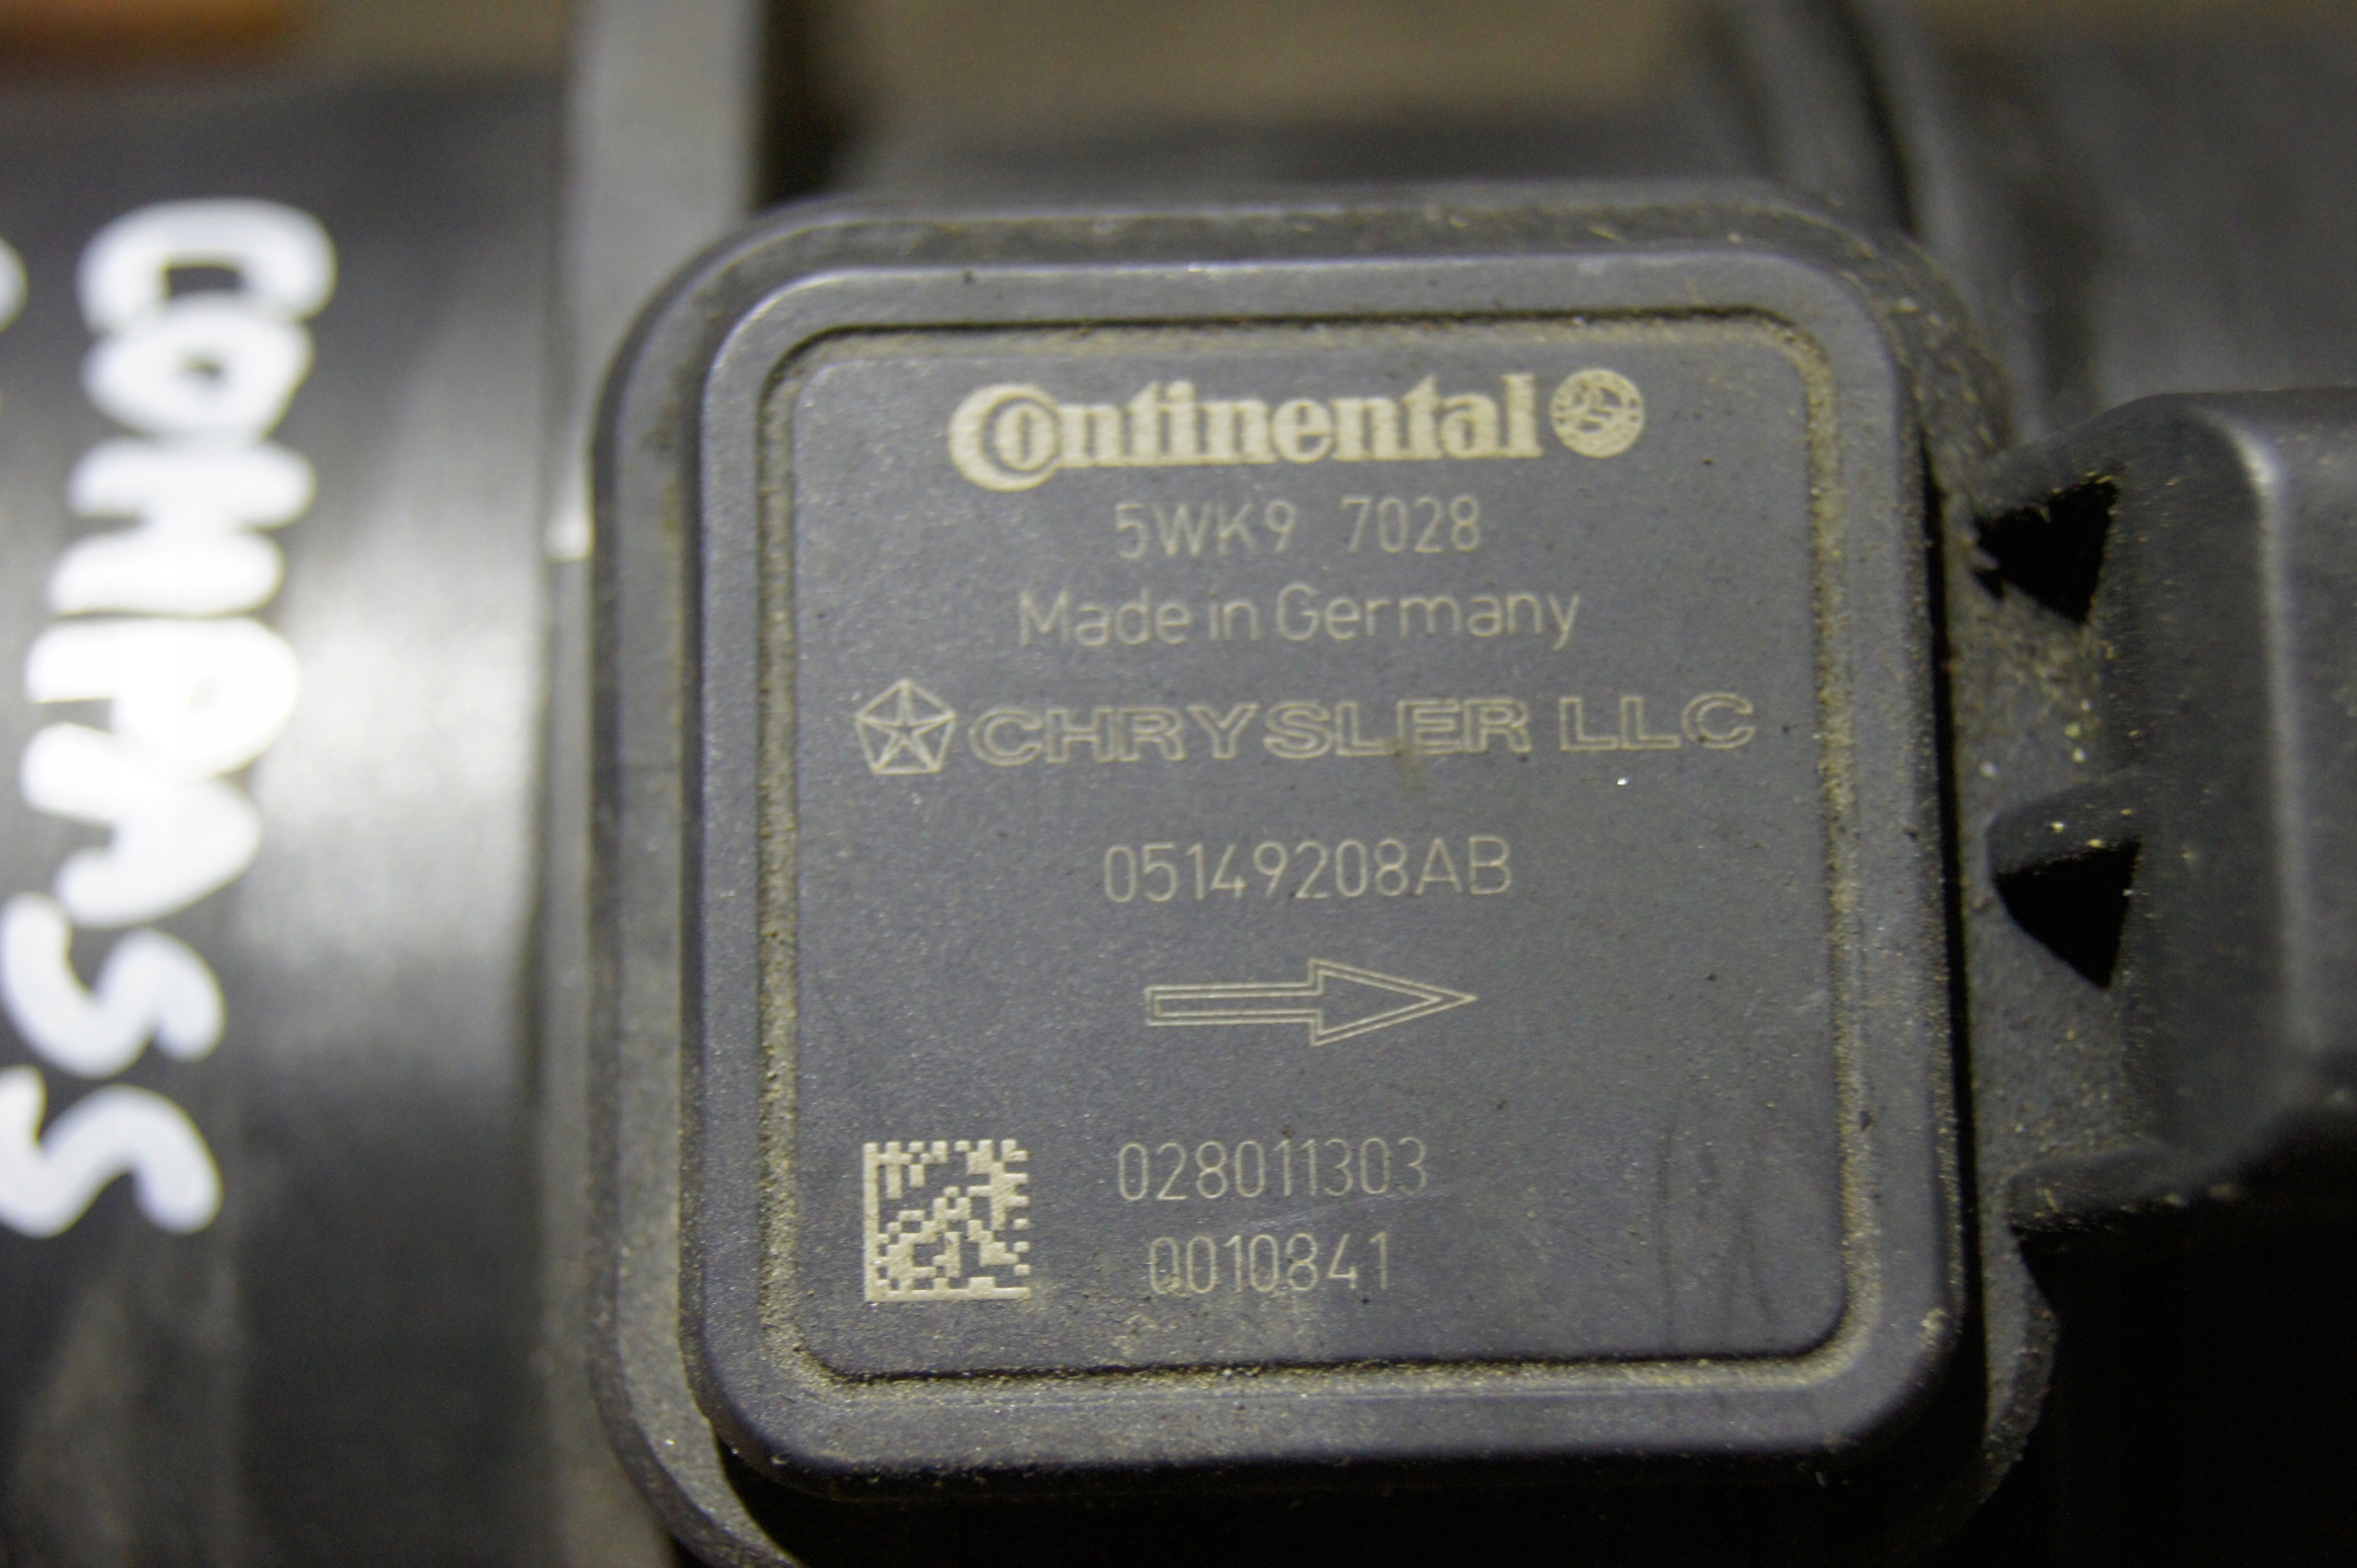 COMPASS
Continental
5WK9 7028
Made in Germany
CHRYSLER LLC
05149208AB
028011303
0010841